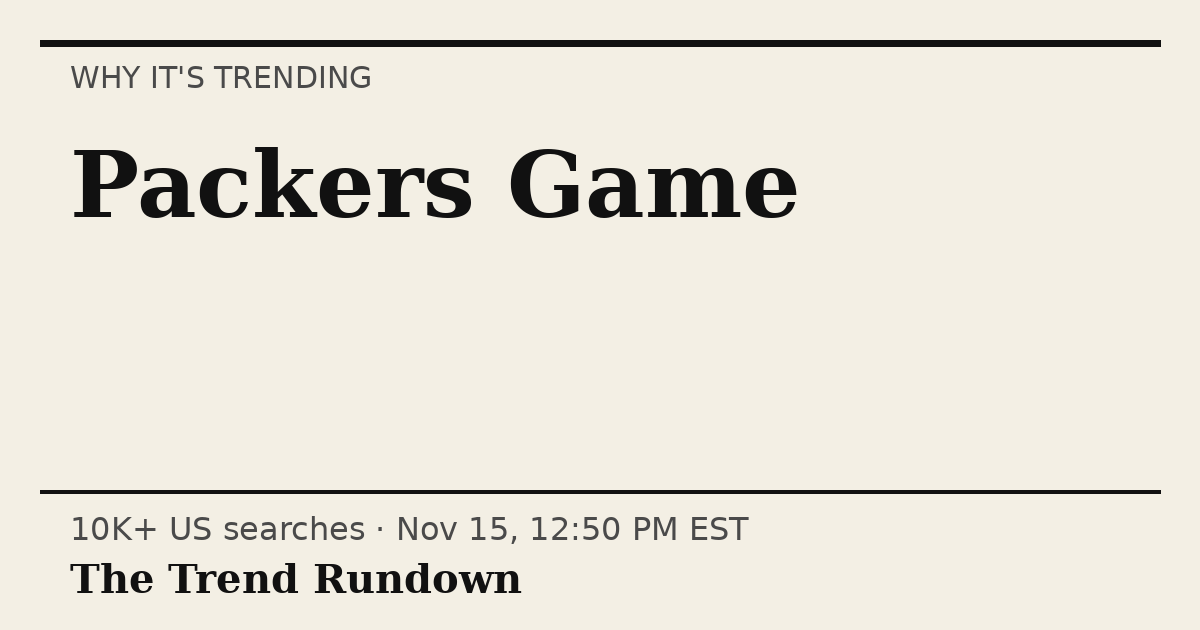 WHY IT'S TRENDING
Packers Game
10K+ US searches · Nov 15, 12:50 PM EST
The Trend Rundown